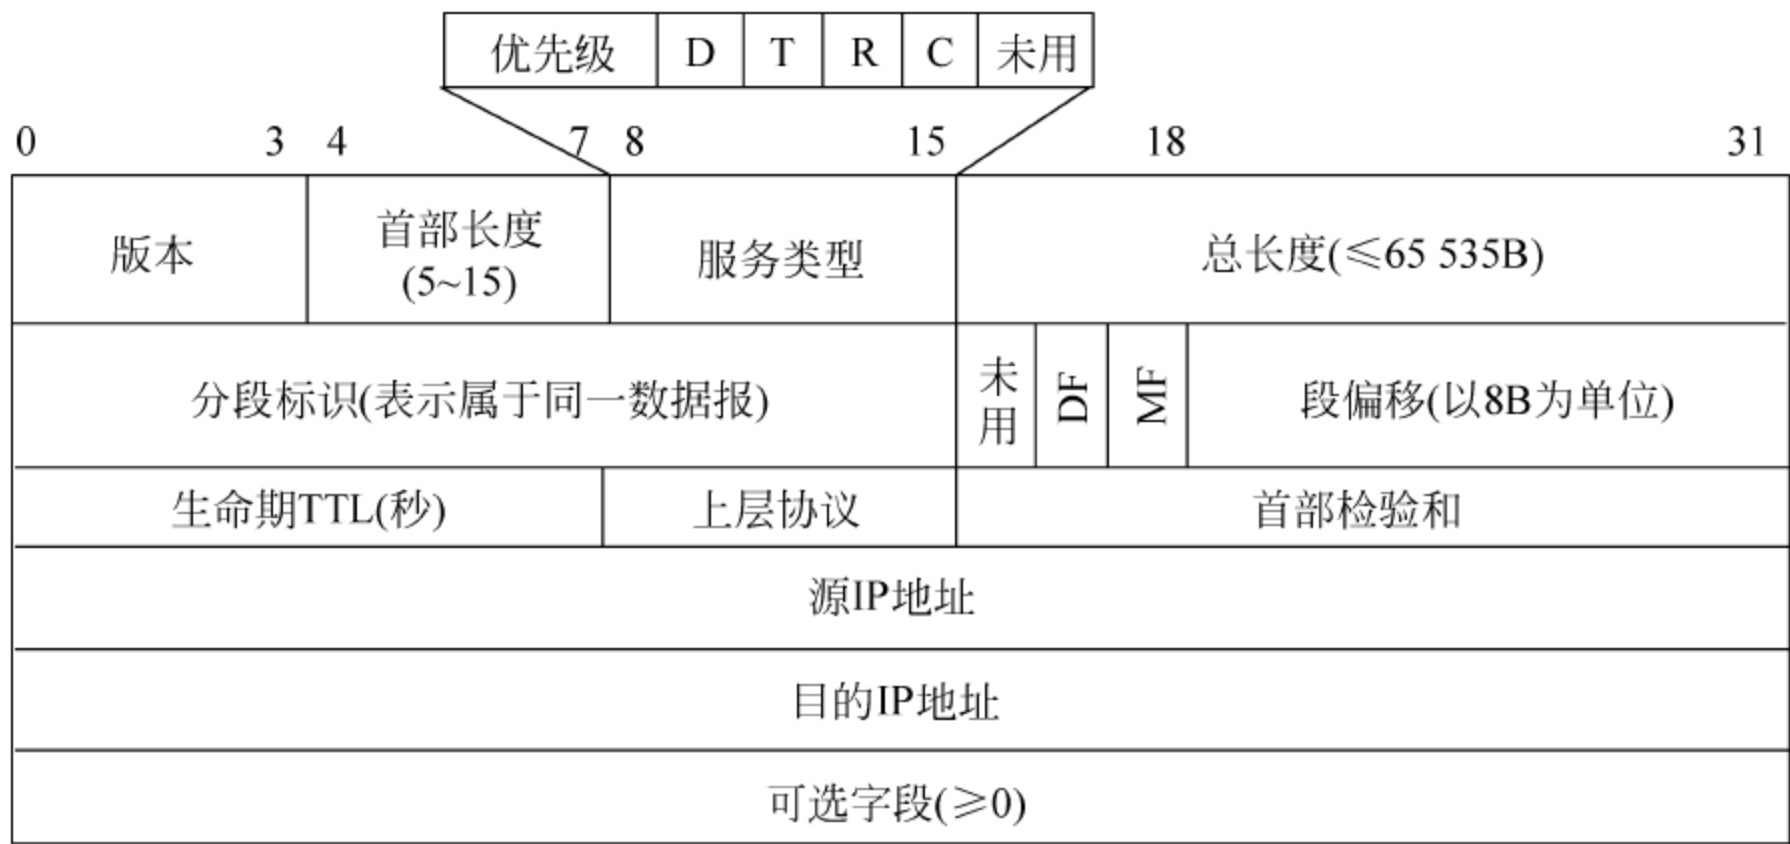 优先级 D T R C 未用
0 3 4 7 8 15 18 31
版本 首部长度 服务类型 总长度(≤65 535B)
(5~15)
分段标识(表示属于同一数据报) 未用 DF MF 段偏移(以8B为单位)
生命期TTL(秒) 上层协议 首部检验和
源IP地址
目的IP地址
可选字段(≥0)